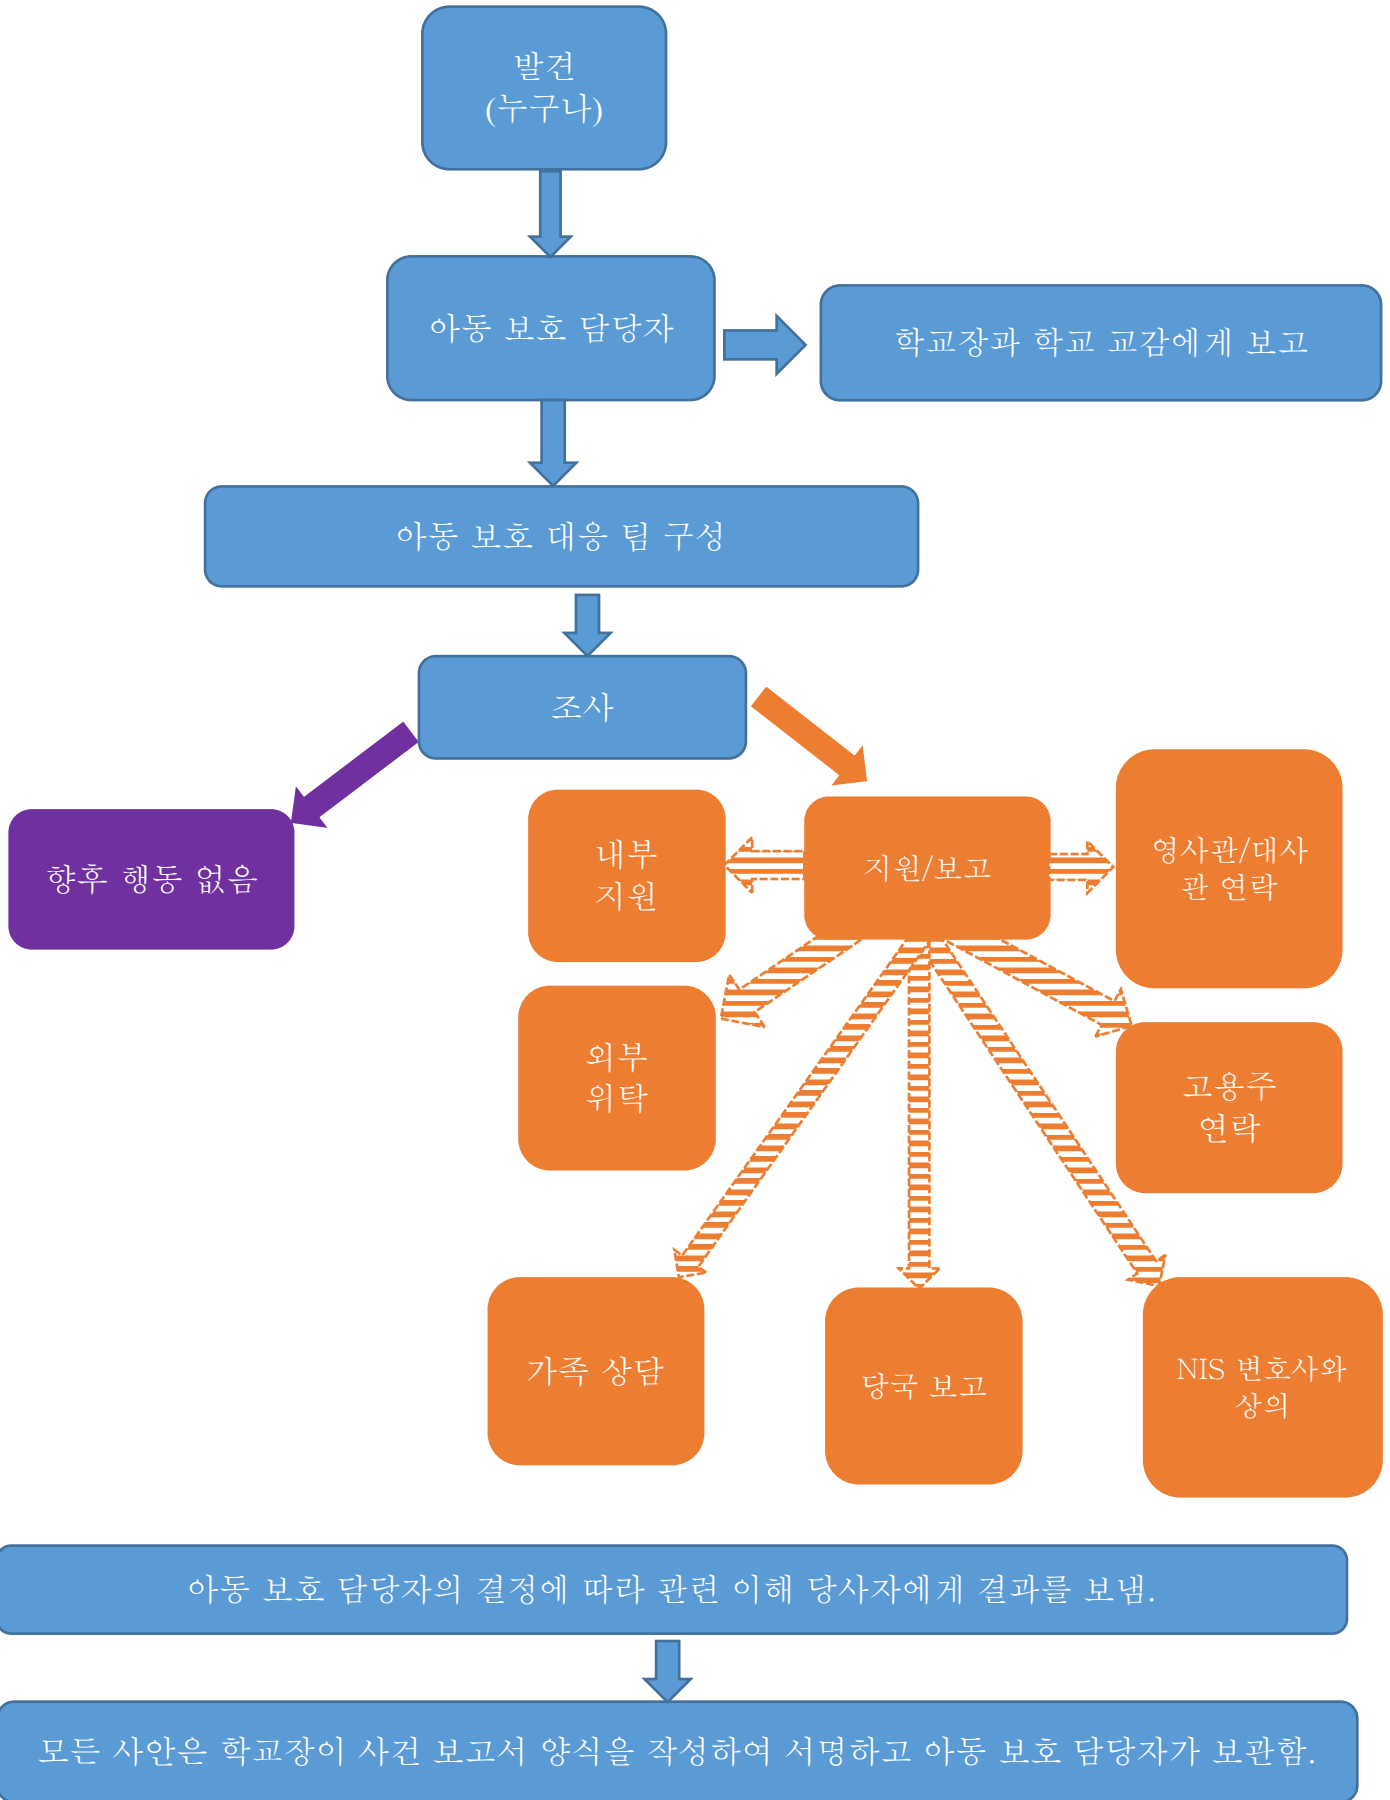 발견
(누구나)
아동 보호 담당자
학교장과 학교 교감에게 보고
아동 보호 대응 팀 구성
조사
향후 행동 없음
내부
지원
지원/보고
영사관/대사
관 연락
외부
위탁
고용주
연락
가족 상담
당국 보고
NIS 변호사와
상의
아동 보호 담당자의 결정에 따라 관련 이해 당사자에게 결과를 보냄.
모든 사안은 학교장이 사건 보고서 양식을 작성하여 서명하고 아동 보호 담당자가 보관함.